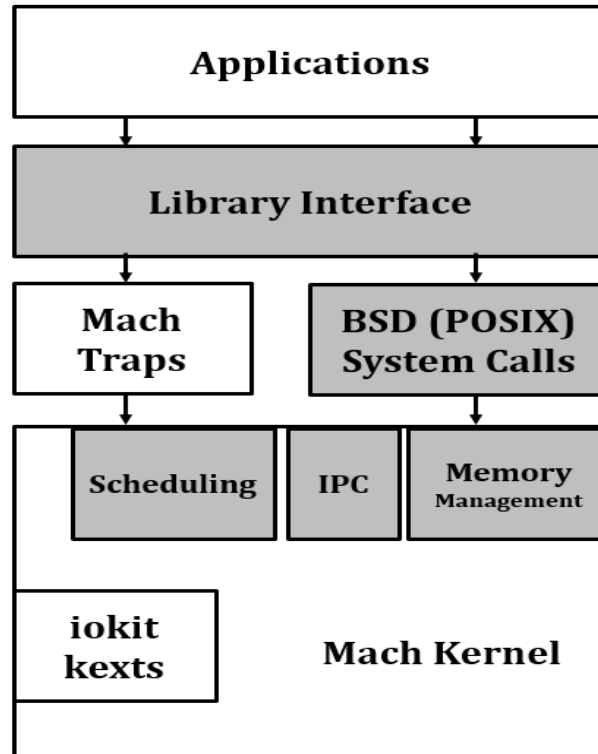 Applications
Library Interface
Mach
Traps
BSD (POSIX)
System Calls
Scheduling
IPC
Memory
Management
iokit
kexts
Mach Kernel